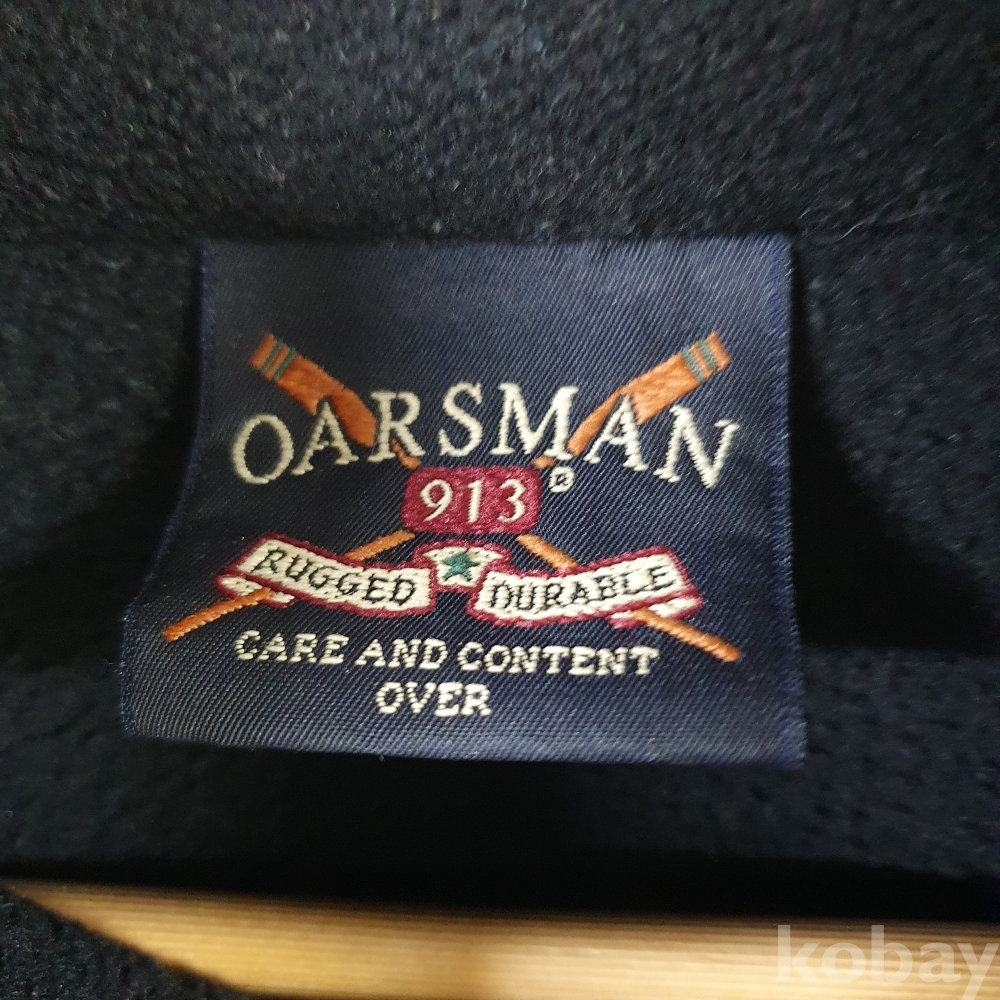 OARSMAN
®
913
RUGGED DURABLE
CARE AND CONTENT
OVER
kobay